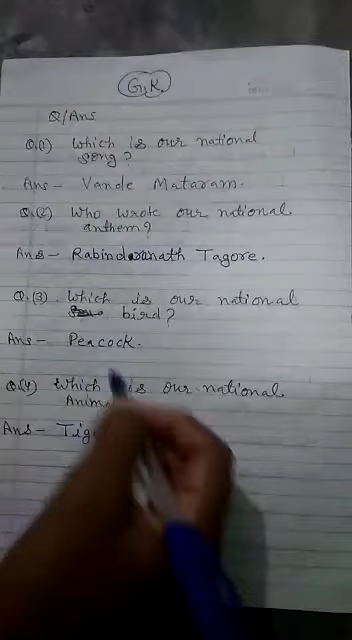 G.K.
Q/Ans
Q.(1) Which is our national
song?
Ans - Vande Mataram.
Q.(2) Who wrote our national
anthem?
Ans - Rabindranath Tagore.
Q.(3) Which is our national
bird?
Ans - Peacock.
Q.(4) Which is our national
Ans -